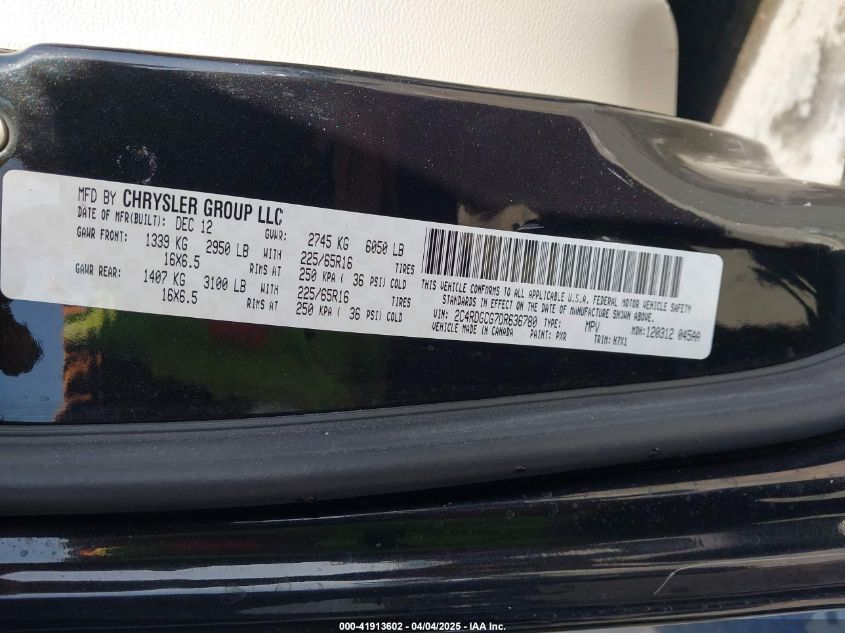 MFD BY CHRYSLER GROUP LLC
DATE OF MFR(BUILT): DEC 12 GVWR: 2745 KG 6050 LB
GAWR FRONT: 1339 KG 2950 LB WITH 225/65R16 TIRES
16X6.5 RIMS AT 250 KPA ( 36 PSI) COLD
GAWR REAR: 1407 KG 3100 LB WITH 225/65R16 TIRES
16X6.5 RIMS AT 250 KPA ( 36 PSI) COLD
THIS VEHICLE CONFORMS TO ALL APPLICABLE U.S.A. FEDERAL MOTOR VEHICLE SAFETY
STANDARDS IN EFFECT ON THE DATE OF MANUFACTURE SHOWN ABOVE.
VIN: 2C4RDGCG7DR636780 TYPE: MPV MDH:120312 045AA
VEHICLE MADE IN CANADA PAINT: PXR TRIM: H7X1
000-41913602 - 04/04/2025 - IAA Inc.